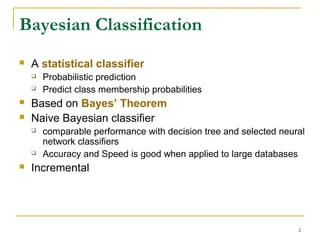 Bayesian Classification
A statistical classifier
Probabilistic prediction
Predict class membership probabilities
Based on Bayes’ Theorem
Naive Bayesian classifier
comparable performance with decision tree and selected neural
network classifiers
Accuracy and Speed is good when applied to large databases
Incremental
2